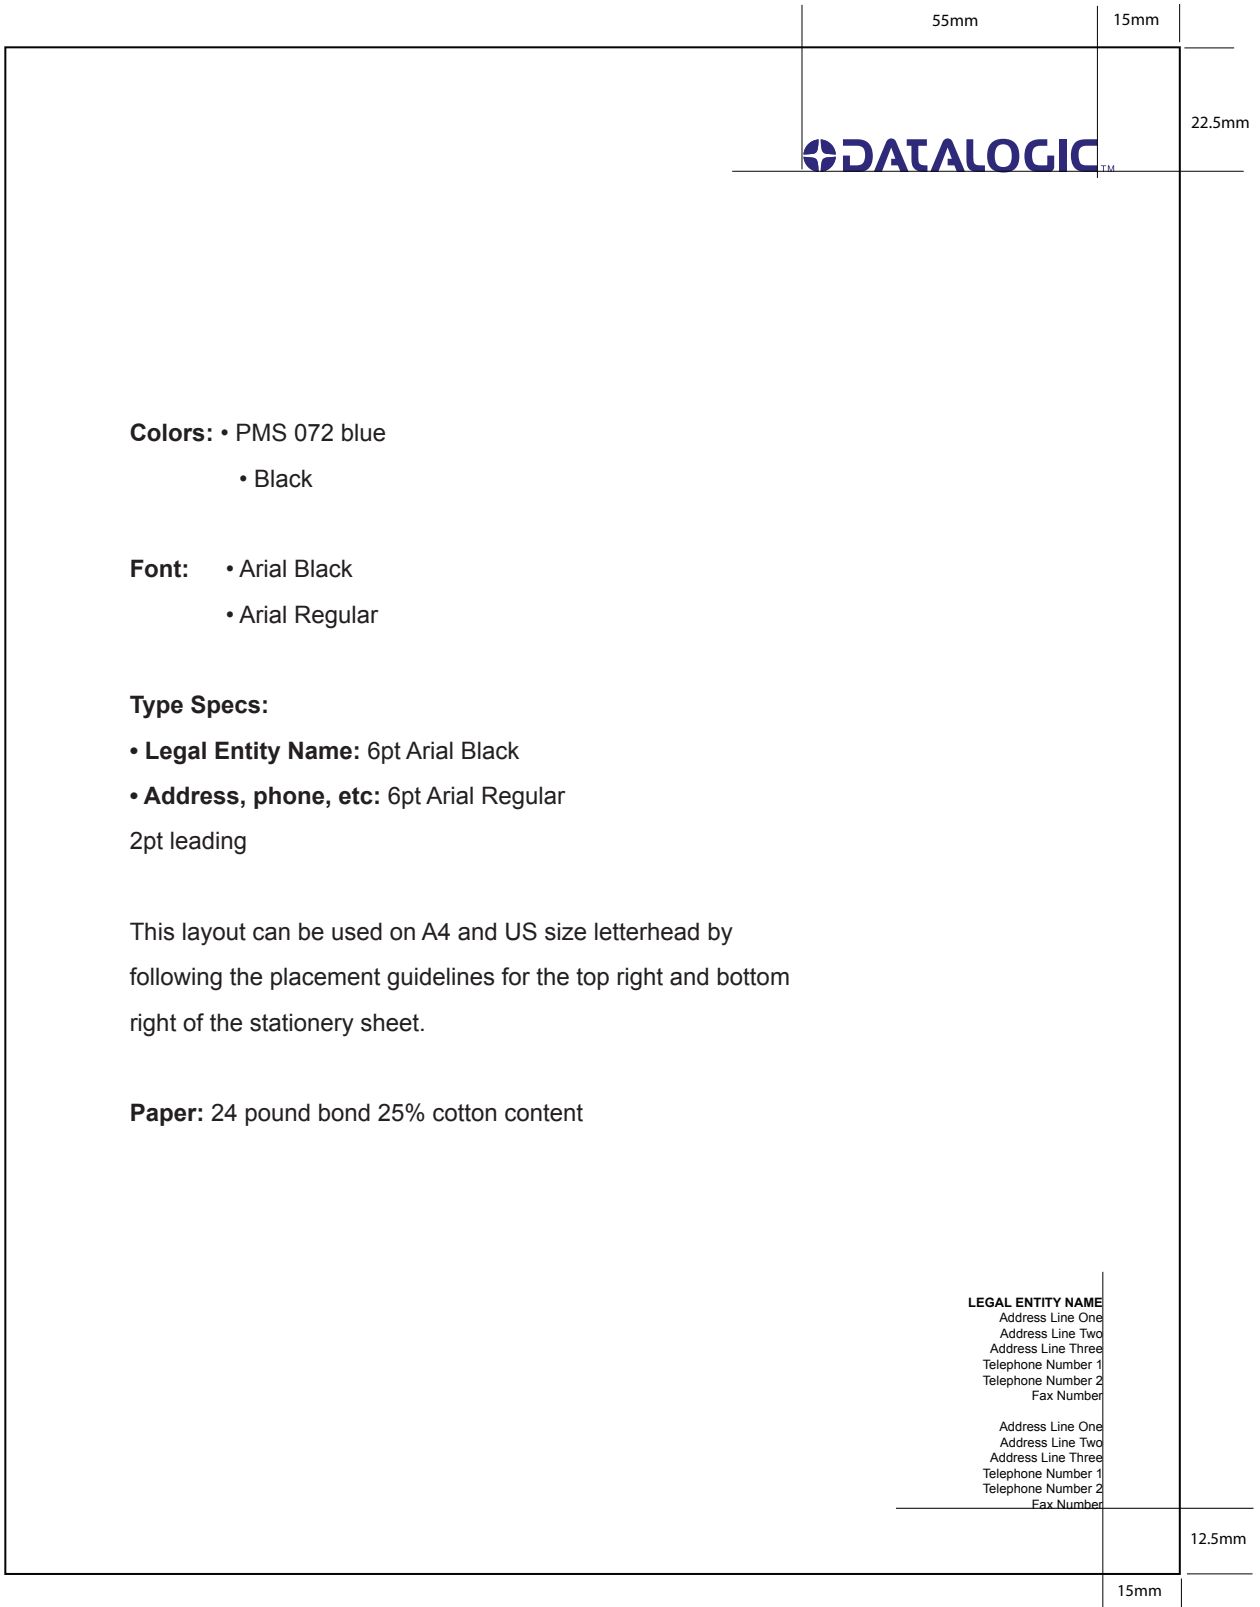 55mm
15mm
22.5mm
DATALOGIC TM
Colors: • PMS 072 blue
• Black
Font: • Arial Black
• Arial Regular
Type Specs:
• Legal Entity Name: 6pt Arial Black
• Address, phone, etc: 6pt Arial Regular
2pt leading
This layout can be used on A4 and US size letterhead by
following the placement guidelines for the top right and bottom
right of the stationery sheet.
Paper: 24 pound bond 25% cotton content
LEGAL ENTITY NAME
Address Line One
Address Line Two
Address Line Three
Telephone Number 1
Telephone Number 2
Fax Number
Address Line One
Address Line Two
Address Line Three
Telephone Number 1
Telephone Number 2
Fax Number
12.5mm
15mm